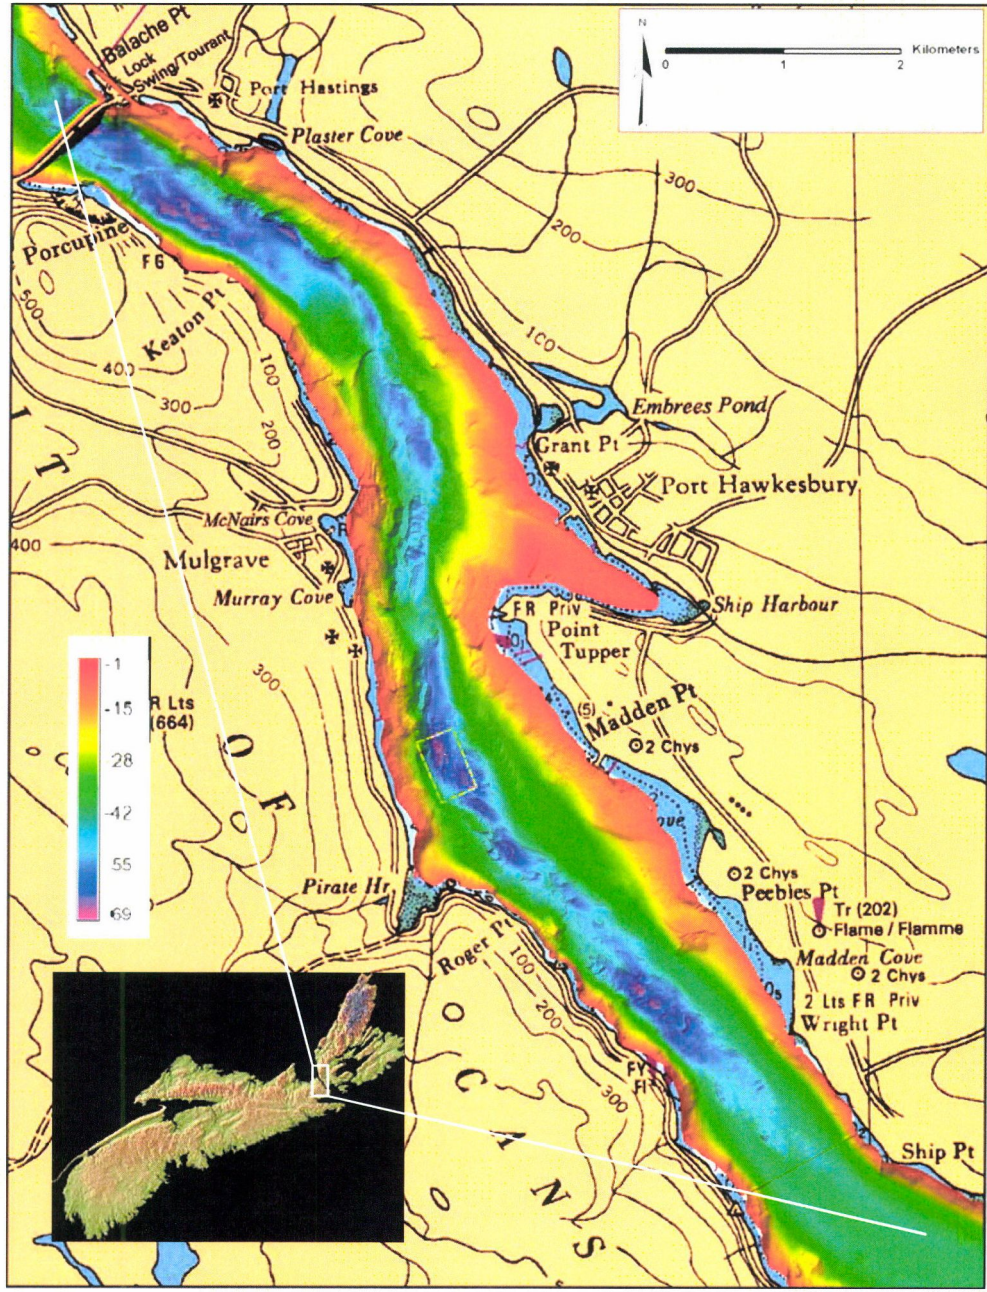 Balache Pt
Lock
Swing/Tourant
Port Hastings
Plaster Cove
N
Kilometers
0 1 2
300
200
100
Porcupine
FG
Keaton Pt
500
400
300
200
100
Embrees Pond
Grant Pt
Port Hawkesbury
I
T
400
McNairs Cove
Mulgrave
Murray Cove
Ship Harbour
FR Priv
Point
Tupper
300
-1
-15
-28
-42
55
69
R Lts
(664)
(5)
Madden Pt
2 Chys
O
F
Pirate Hr
2 Chys
Peebles Pt
Tr (202)
Flame / Flamme
Madden Cove
2 Chys
Roger Pt
100
200
300
2 Lts FR Priv
Wright Pt
FY
FI
O
C
A
N
S
Ship Pt